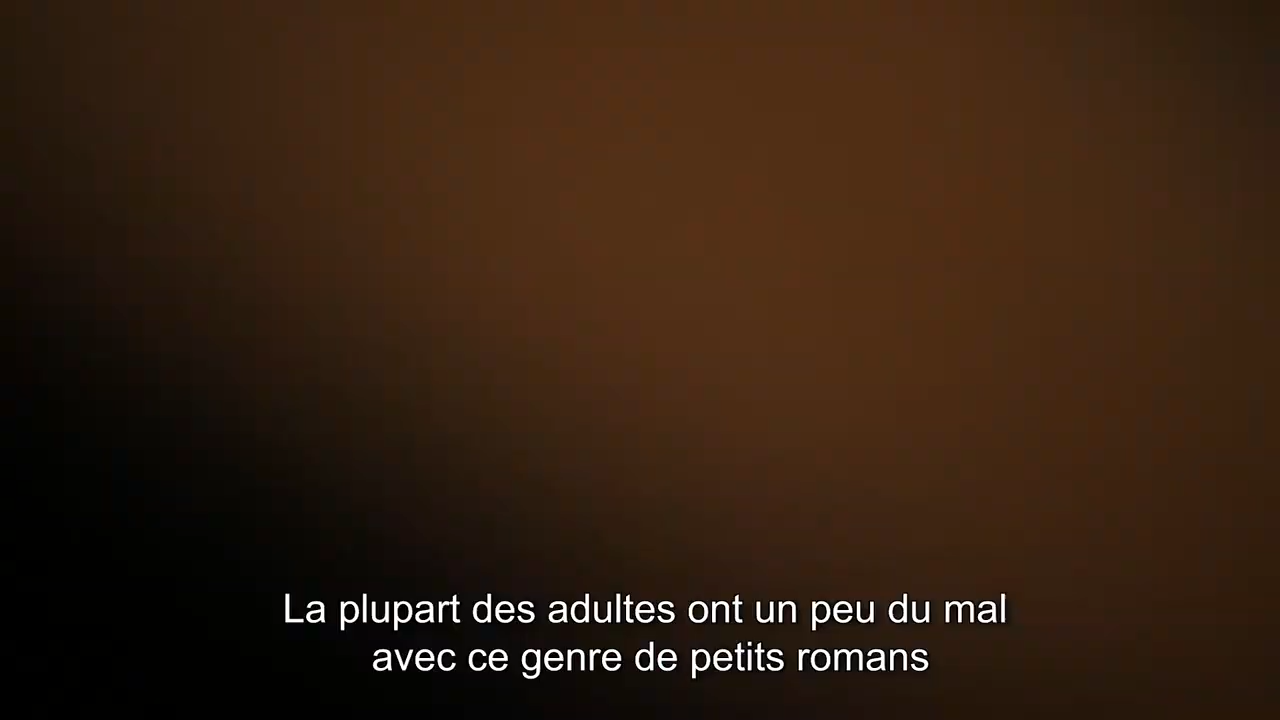 La plupart des adultes ont un peu du mal
avec ce genre de petits romans